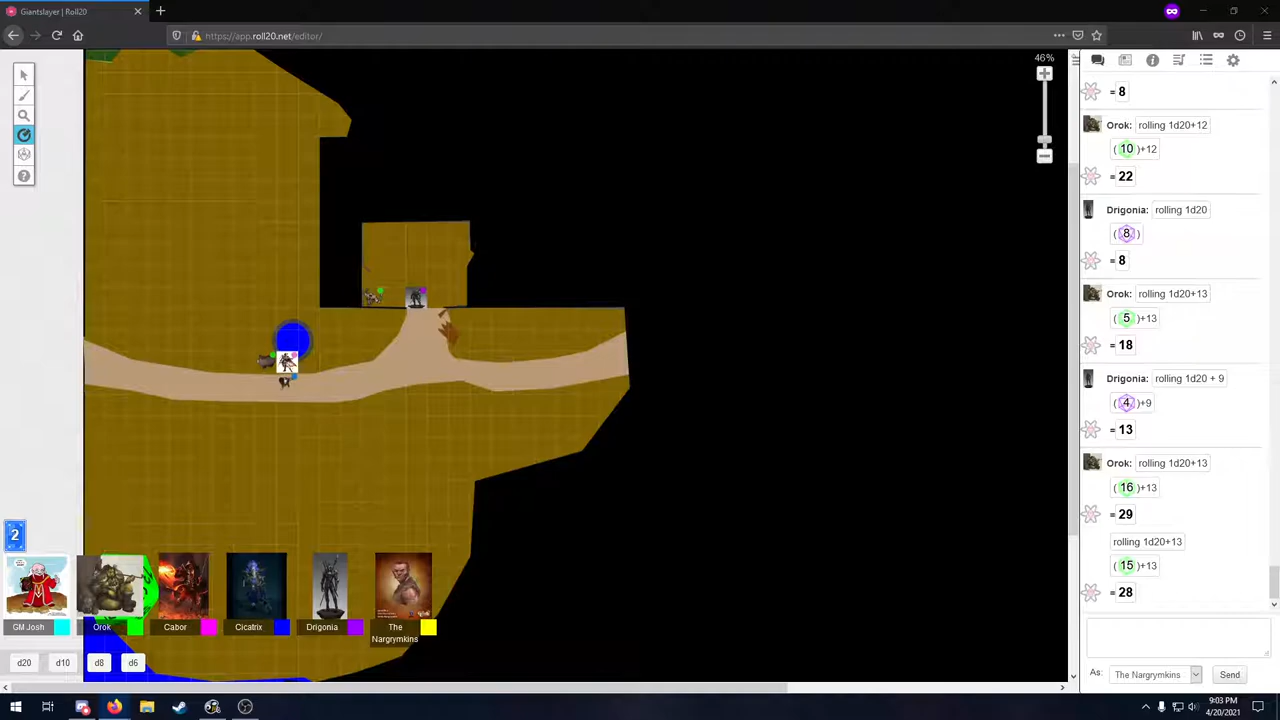 Giantslayer | Roll20
https://app.roll20.net/editor/
46%
= 8
Orok: rolling 1d20+12
(10)+12
= 22
Drigonia: rolling 1d20
(8)
= 8
Orok: rolling 1d20+13
(5)+13
= 18
Drigonia: rolling 1d20 + 9
(4)+9
= 13
Orok: rolling 1d20+13
(16)+13
= 29
rolling 1d20+13
(15)+13
= 28
2
GM Josh
Orok
Cabor
Cicatrix
Drigonia
The
Nargrymkins
d20 d10 d8 d6
As: The Nargrymkins Send
9:03 PM
4/20/2021